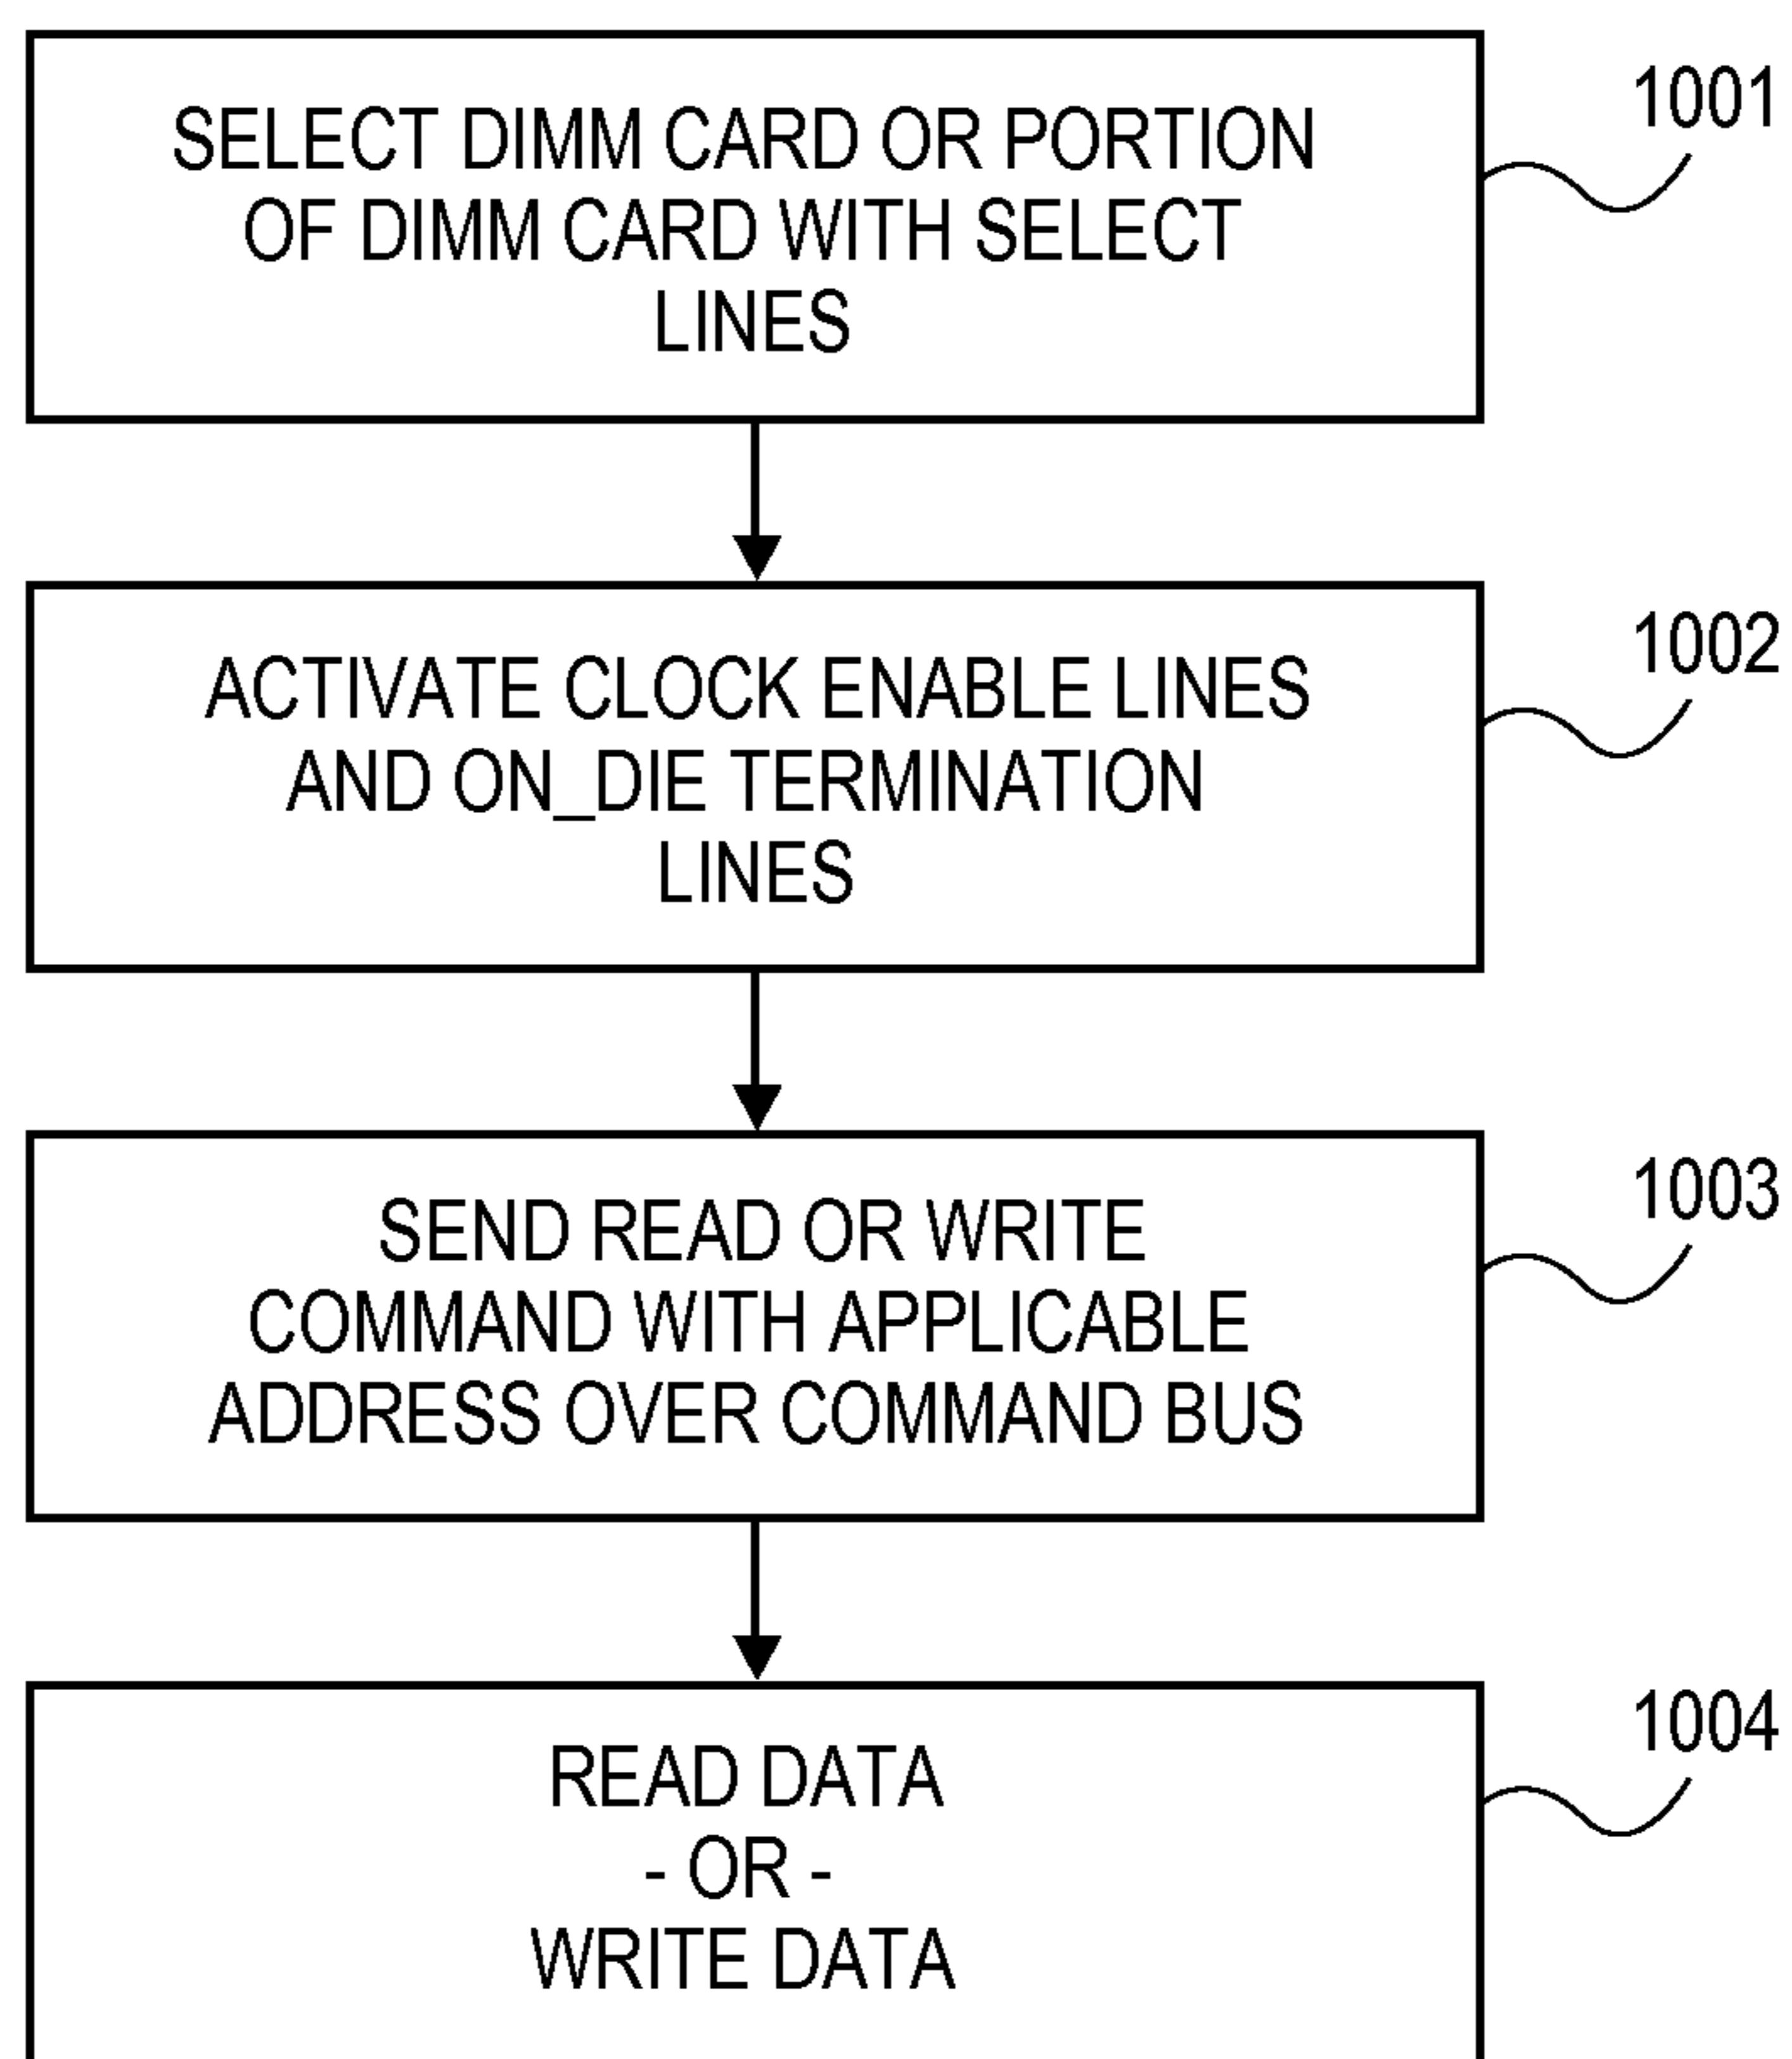 SELECT DIMM CARD OR PORTION
OF DIMM CARD WITH SELECT
LINES
1001
ACTIVATE CLOCK ENABLE LINES
AND ON_DIE TERMINATION
LINES
1002
SEND READ OR WRITE
COMMAND WITH APPLICABLE
ADDRESS OVER COMMAND BUS
1003
READ DATA
- OR -
WRITE DATA
1004